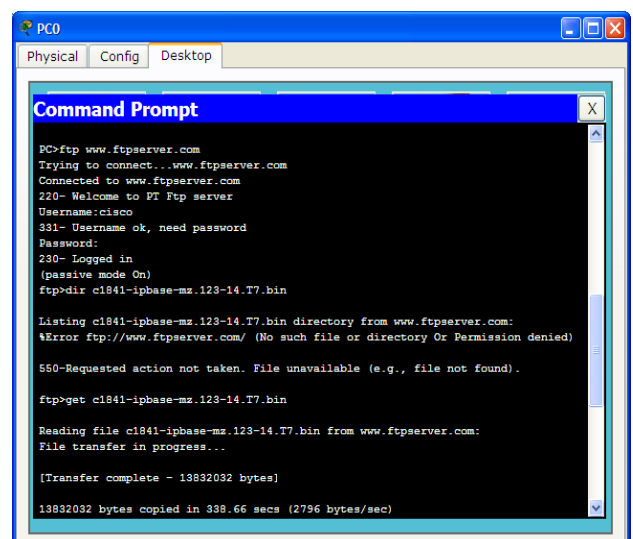 PC0
Physical Config Desktop
Command Prompt
X
PC>ftp www.ftpserver.com
Trying to connect...www.ftpserver.com
Connected to www.ftpserver.com
220- Welcome to PT Ftp server
Username:cisco
331- Username ok, need password
Password:
230- Logged in
(passive mode On)
ftp>dir c1841-ipbase-mz.123-14.T7.bin
Listing c1841-ipbase-mz.123-14.T7.bin directory from www.ftpserver.com:
%Error ftp://www.ftpserver.com/ (No such file or directory Or Permission denied)
550-Requested action not taken. File unavailable (e.g., file not found).
ftp>get c1841-ipbase-mz.123-14.T7.bin
Reading file c1841-ipbase-mz.123-14.T7.bin from www.ftpserver.com:
File transfer in progress...
[Transfer complete - 13832032 bytes]
13832032 bytes copied in 338.66 secs (2796 bytes/sec)